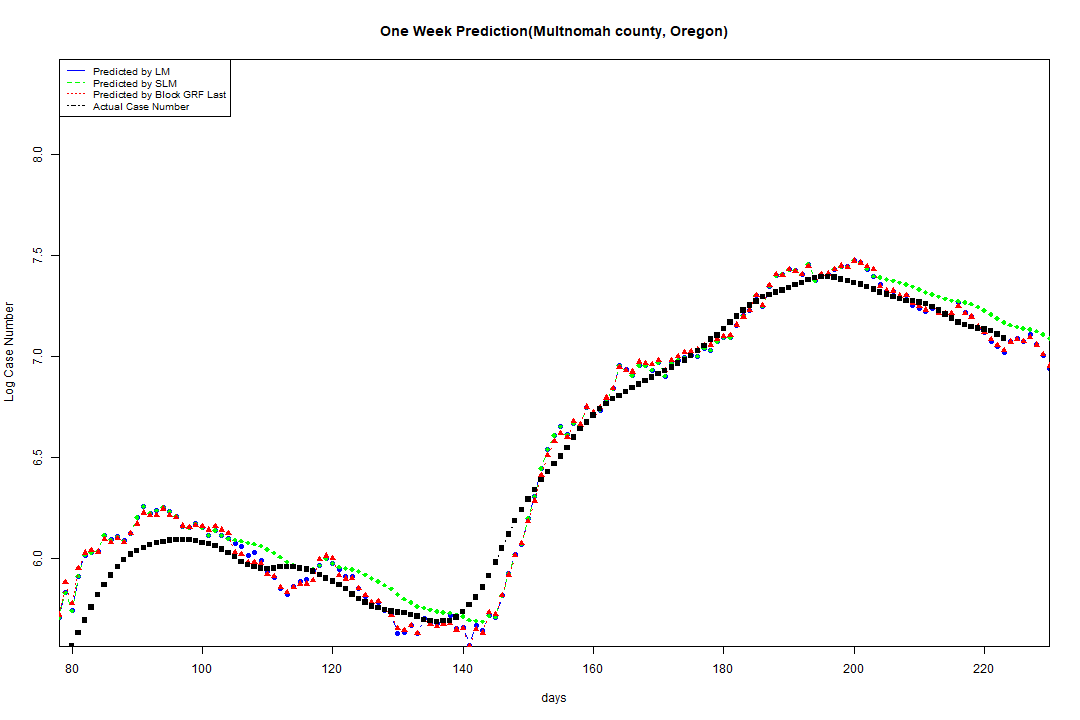 One Week Prediction(Multnomah county, Oregon)
Predicted by LM
Predicted by SLM
Predicted by Block GRF Last
Actual Case Number
Log Case Number
8.0
7.5
7.0
6.5
6.0
80 100 120 140 160 180 200 220
days